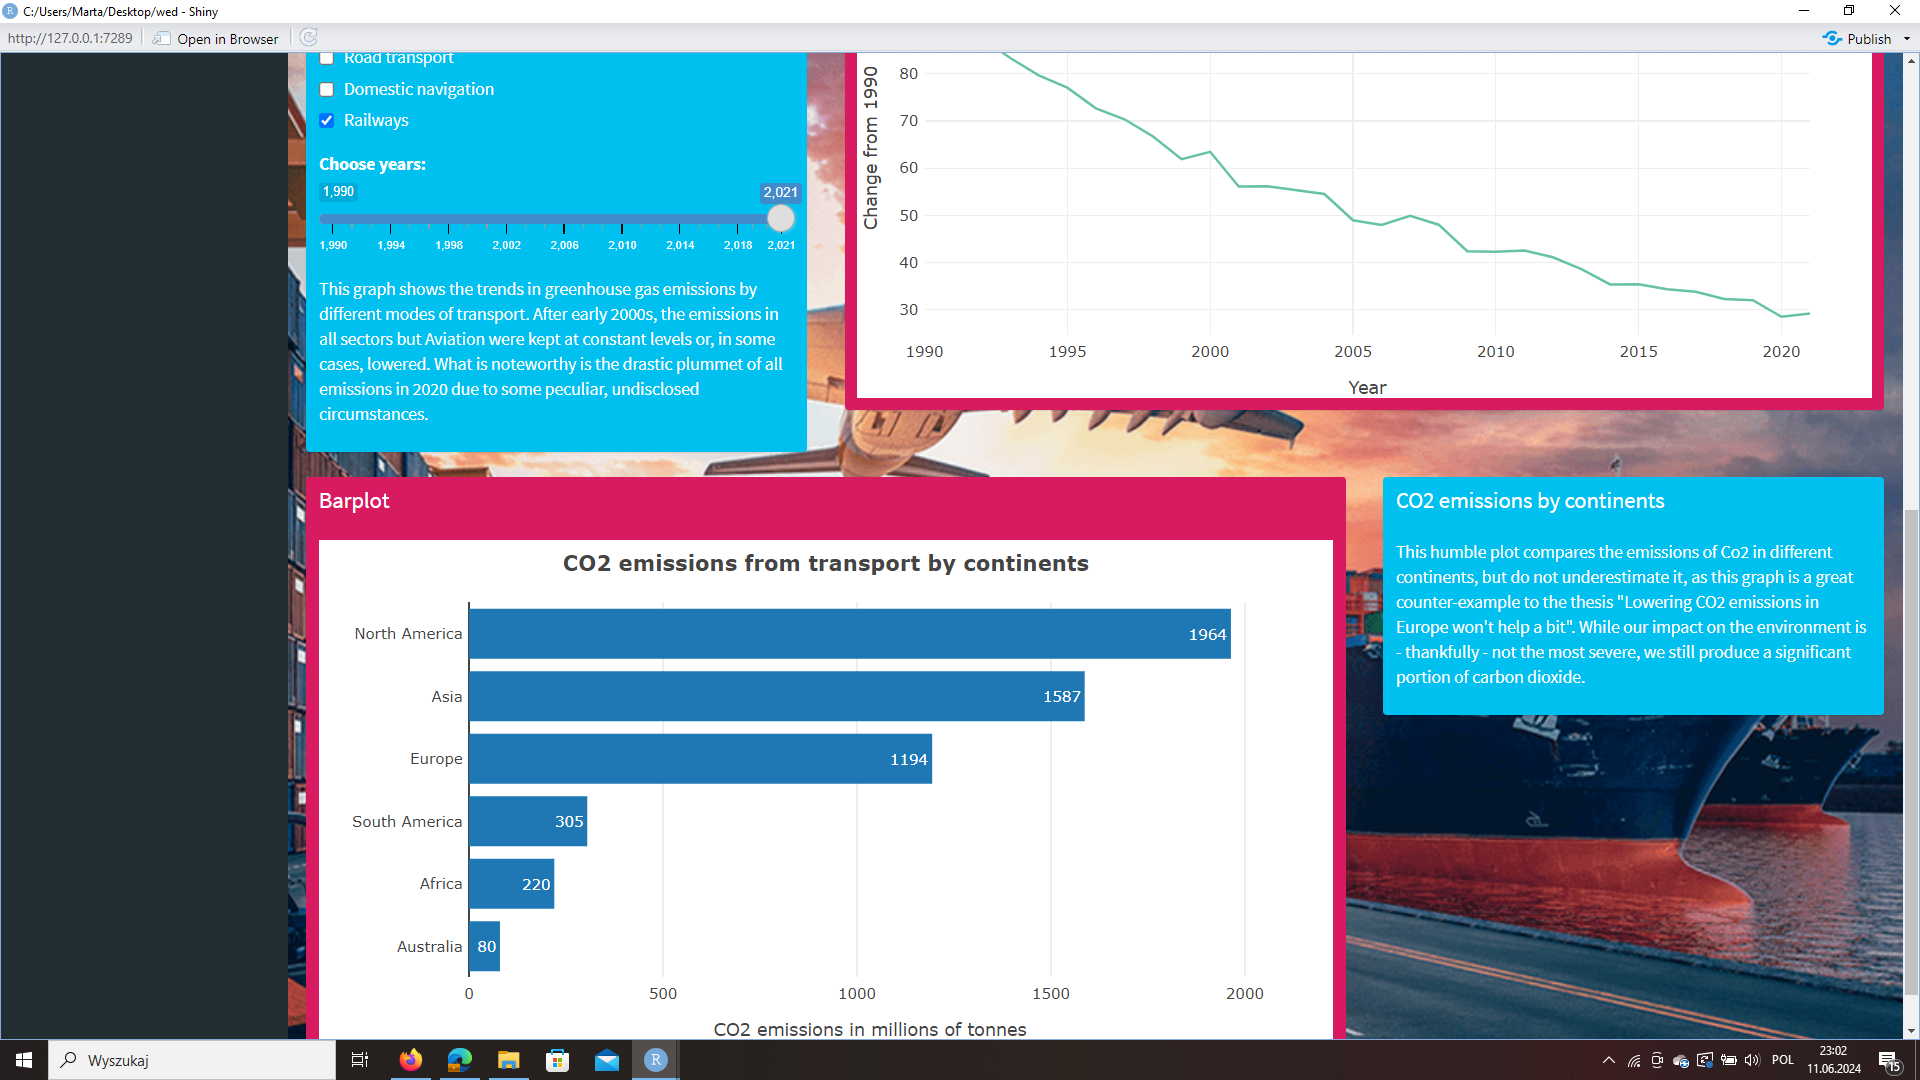 C:/Users/Marta/Desktop/wed - Shiny
http://127.0.0.1:7289
Open in Browser
Publish
Road transport
Domestic navigation
Railways
Choose years:
1,990
2,021
1,990 1,994 1,998 2,002 2,006 2,010 2,014 2,018 2,021
This graph shows the trends in greenhouse gas emissions by
different modes of transport. After early 2000s, the emissions in
all sectors but Aviation were kept at constant levels or, in some
cases, lowered. What is noteworthy is the drastic plummet of all
emissions in 2020 due to some peculiar, undisclosed
circumstances.
Change from 1990
80
70
60
50
40
30
1990 1995 2000 2005 2010 2015 2020
Year
Barplot
CO2 emissions from transport by continents
North America 1964
Asia 1587
Europe 1194
South America 305
Africa 220
Australia 80
0 500 1000 1500 2000
CO2 emissions in millions of tonnes
CO2 emissions by continents
This humble plot compares the emissions of Co2 in different
continents, but do not underestimate it, as this graph is a great
counter-example to the thesis "Lowering CO2 emissions in
Europe won't help a bit". While our impact on the environment is
- thankfully - not the most severe, we still produce a significant
portion of carbon dioxide.
Wyszukaj
R
POL
23:02
11.06.2024
15